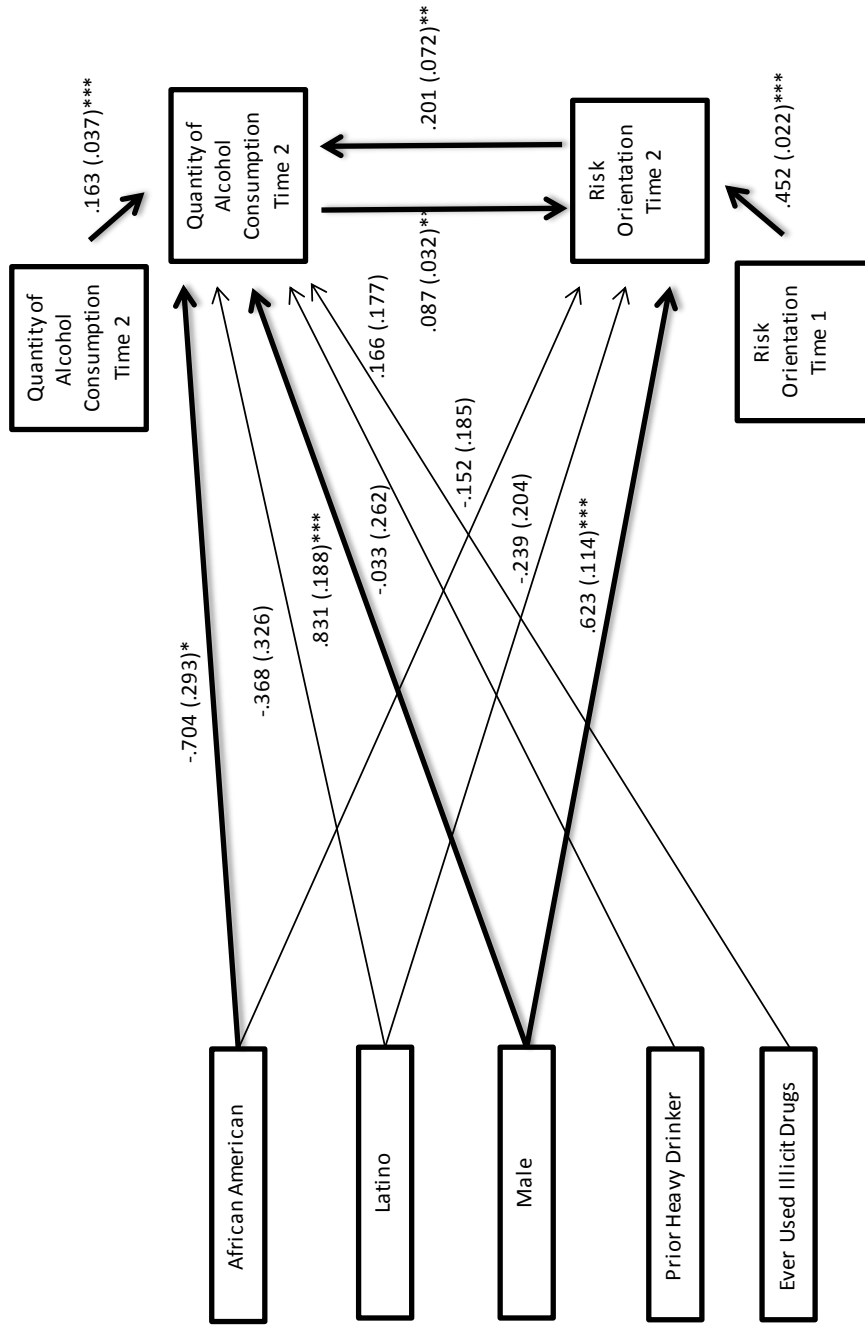 Quantity of
Alcohol
Consumption
Time 2
.163 (.037)***
Quantity of
Alcohol
Consumption
Time 2
African American
-.704 (.293)*
-.368 (.326)
Latino
.831 (.188)***
-.033 (.262)
.166 (.177)
.087 (.032)**
.201 (.072)**
Male
-.152 (.185)
-.239 (.204)
.623 (.114)***
Risk
Orientation
Time 2
Prior Heavy Drinker
Ever Used Illicit Drugs
Risk
Orientation
Time 1
.452 (.022)***